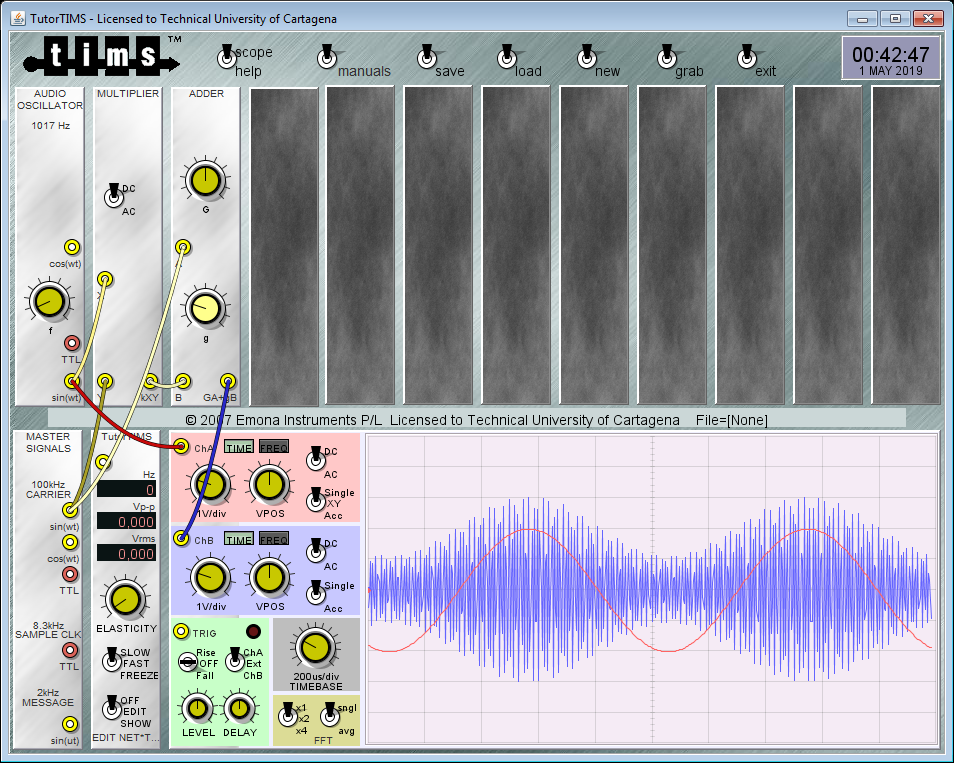 TutorTIMS - Licensed to Technical University of Cartagena
tims TM
scope
help
manuals
save
load
new
grab
exit
00:42:47
1 MAY 2019
AUDIO
OSCILLATOR
1017 Hz
cos(wt)
f
TTL
sin(wt)
MULTIPLIER
DC
AC
kXY
ADDER
G
g
B
© 2007 Emona Instruments P/L Licensed to Technical University of Cartagena File=[None]
MASTER
SIGNALS
100kHz
CARRIER
sin(wt)
cos(wt)
TTL
8.3kHz
SAMPLE CLK
TTL
2kHz
MESSAGE
sin(ut)
TutorTIMS
Hz
0
Vp-p
0,000
Vrms
0,000
ELASTICITY
SLOW
FAST
FREEZE
OFF
EDIT
SHOW
EDIT NET*T...
ChA
TIME FREQ
DC
AC
1V/div
VPOS
Single
XY
Acc
ChB
TIME FREQ
DC
AC
1V/div
VPOS
Single
Acc
TRIG
Rise
OFF
Fall
ChA
Ext
ChB
LEVEL DELAY
200us/div
TIMEBASE
x1
x2
x4
sngl
avg
FFT